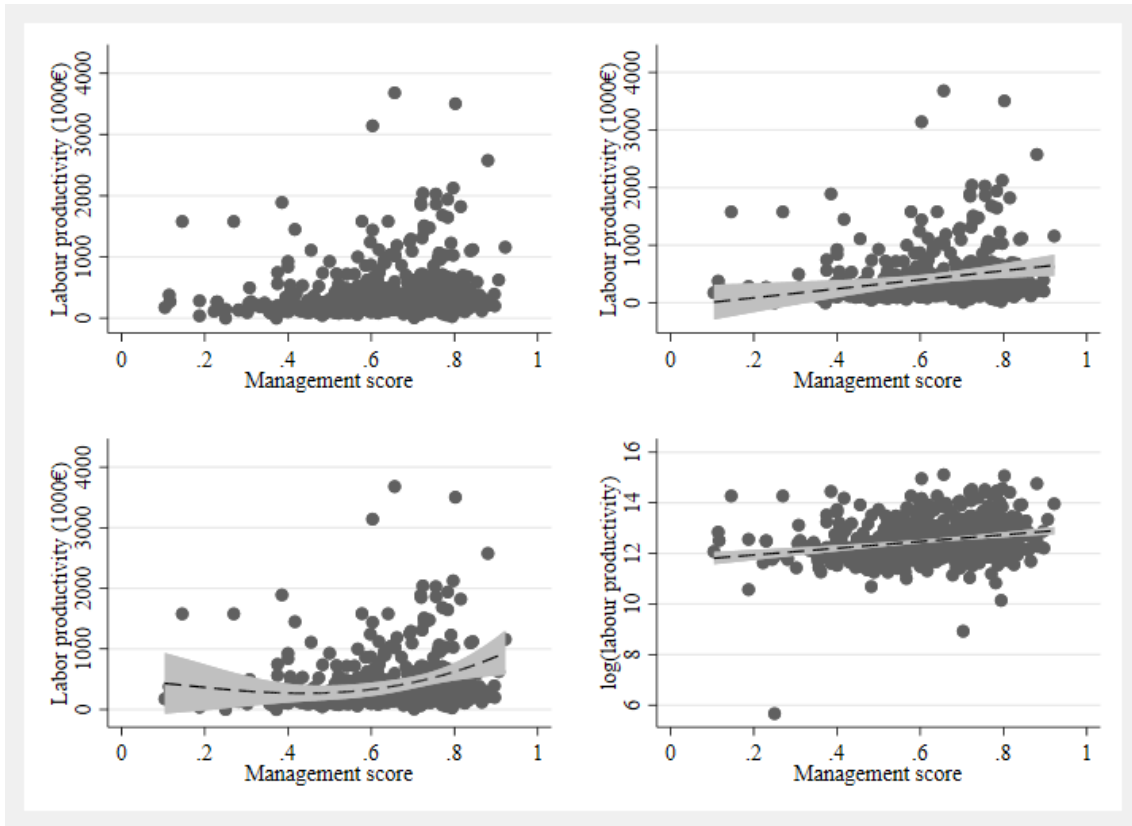 Labour productivity (1000€)
4000
3000
2000
1000
0
0 .2 .4 .6 .8 1
Management score
Labour productivity (1000€)
4000
3000
2000
1000
0
0 .2 .4 .6 .8 1
Management score
Labor productivity (1000€)
4000
3000
2000
1000
0
0 .2 .4 .6 .8 1
Management score
log(labour productivity)
16
14
12
10
8
6
0 .2 .4 .6 .8 1
Management score